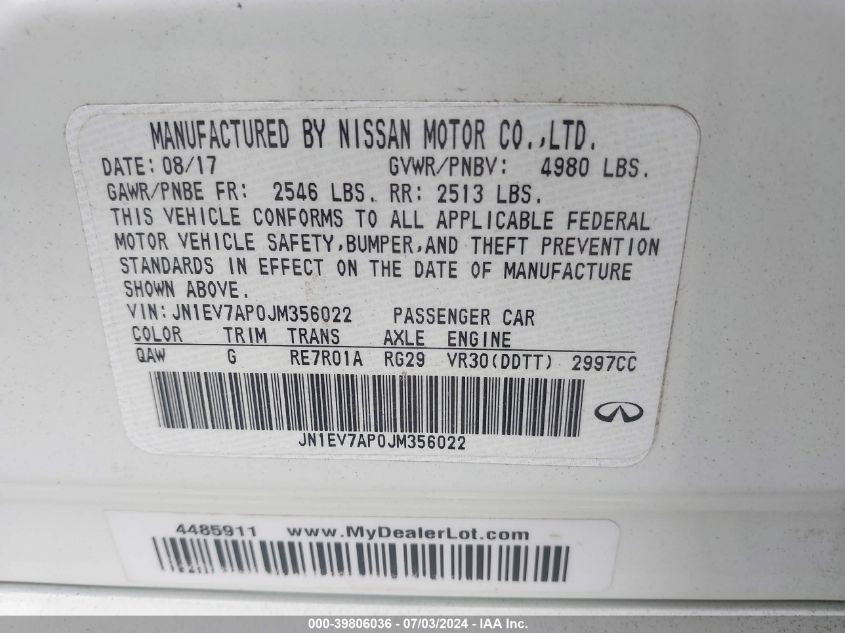 MANUFACTURED BY NISSAN MOTOR CO.,LTD.
DATE: 08/17 GVWR/PNBV: 4980 LBS.
GAWR/PNBE FR: 2546 LBS. RR: 2513 LBS.
THIS VEHICLE CONFORMS TO ALL APPLICABLE FEDERAL
MOTOR VEHICLE SAFETY,BUMPER,AND THEFT PREVENTION
STANDARDS IN EFFECT ON THE DATE OF MANUFACTURE
SHOWN ABOVE.
VIN: JN1EV7AP0JM356022 PASSENGER CAR
COLOR TRIM TRANS AXLE ENGINE
QAW G RE7R01A RG29 VR30(DDTT) 2997CC
JN1EV7AP0JM356022
4485911 www.MyDealerLot.com
000-39806036 - 07/03/2024 - IAA Inc.